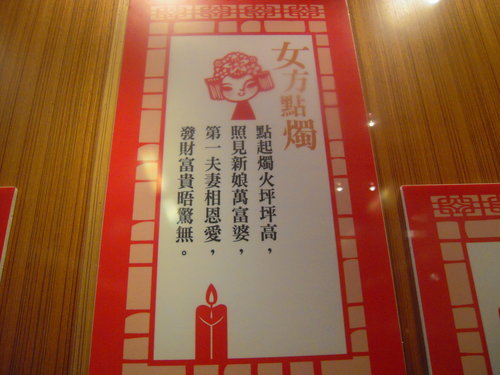 女方點燭
點起燭火坪坪高，
照見新娘萬富婆，
第一夫妻相恩愛，
發財富貴唔驚無。